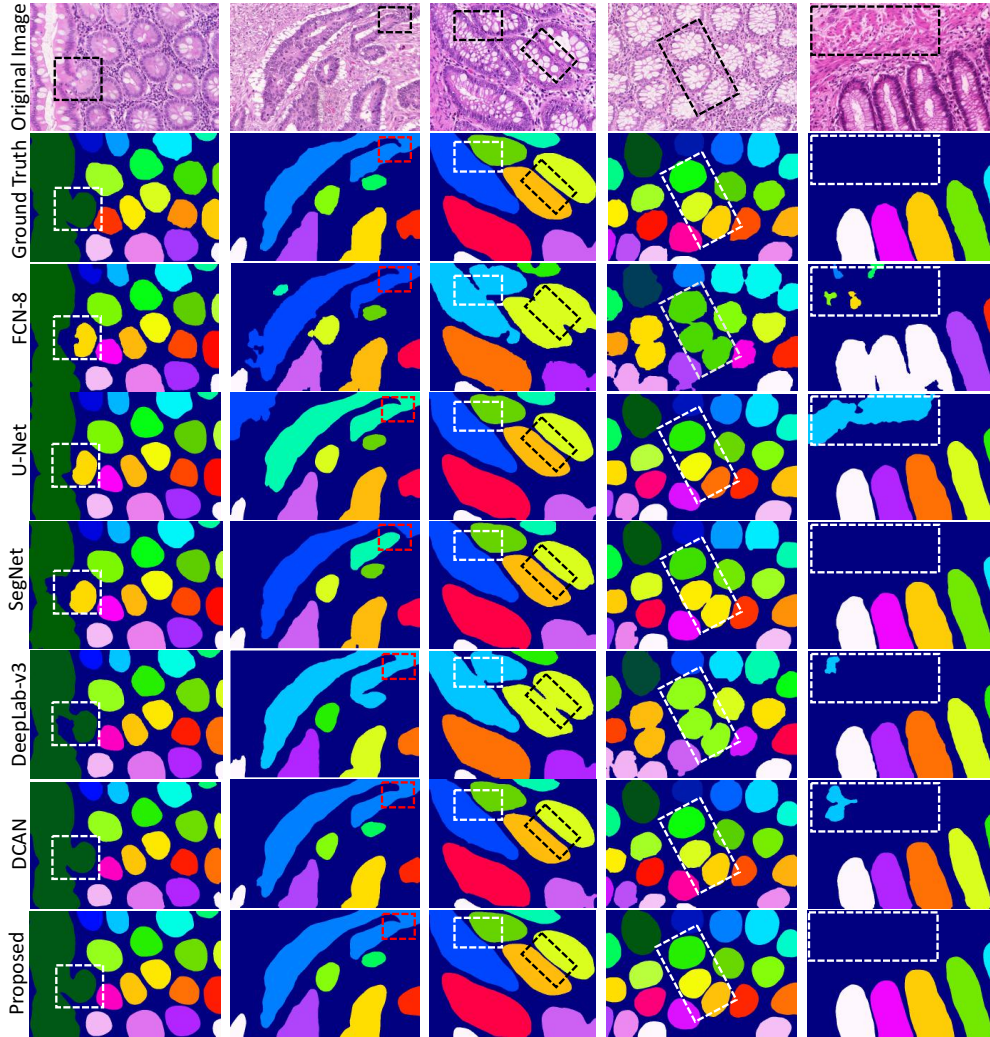 Original Image
Ground Truth
FCN-8
U-Net
SegNet
DeepLab-v3
DCAN
Proposed